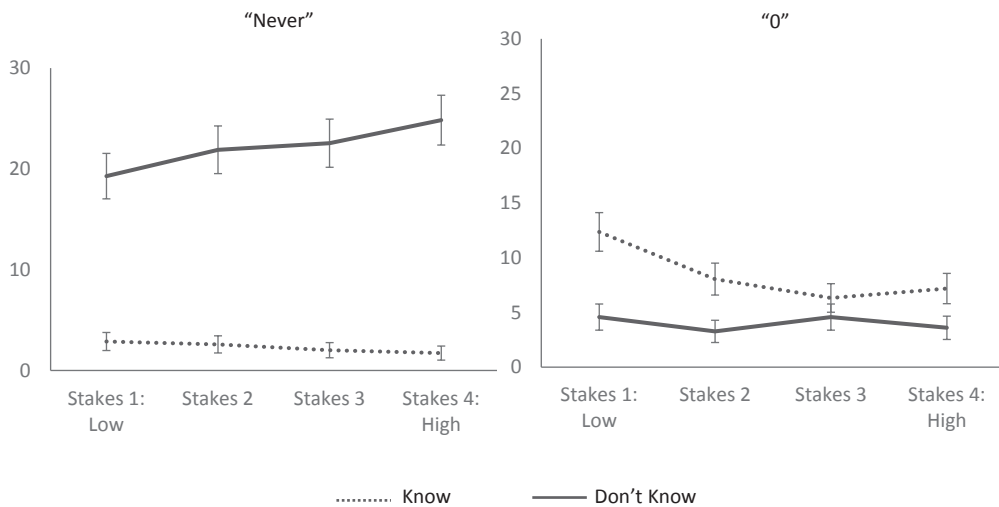 “Never”
30
20
10
0
Stakes 1:
Low
Stakes 2
Stakes 3
Stakes 4:
High
“0”
30
25
20
15
10
5
0
Stakes 1:
Low
Stakes 2
Stakes 3
Stakes 4:
High
Know
Don’t Know